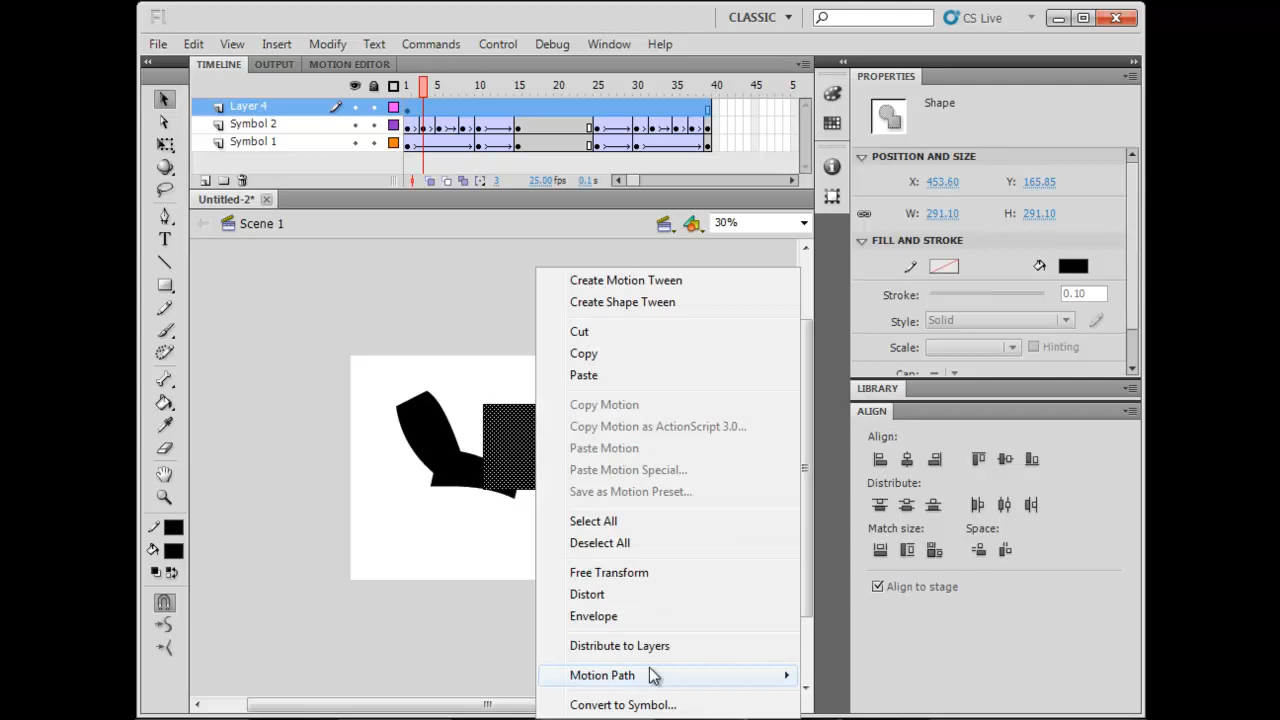 Fl
CLASSIC
CS Live
File Edit View Insert Modify Text Commands Control Debug Window Help
TIMELINE OUTPUT MOTION EDITOR
1 5 10 15 20 25 30 35 40 45 5
Layer 4
Symbol 2
Symbol 1
3 25.00fps 0.1s
Untitled-2*
Scene 1
30%
Create Motion Tween
Create Shape Tween
Cut
Copy
Paste
Copy Motion
Copy Motion as ActionScript 3.0...
Paste Motion
Paste Motion Special...
Save as Motion Preset...
Select All
Deselect All
Free Transform
Distort
Envelope
Distribute to Layers
Motion Path
Convert to Symbol...
PROPERTIES
Shape
POSITION AND SIZE
X: 453.60 Y: 165.85
W: 291.10 H: 291.10
FILL AND STROKE
Stroke: 0.10
Style: Solid
Scale: Hinting
Cap:
LIBRARY
ALIGN
Align:
Distribute:
Match size: Space:
Align to stage